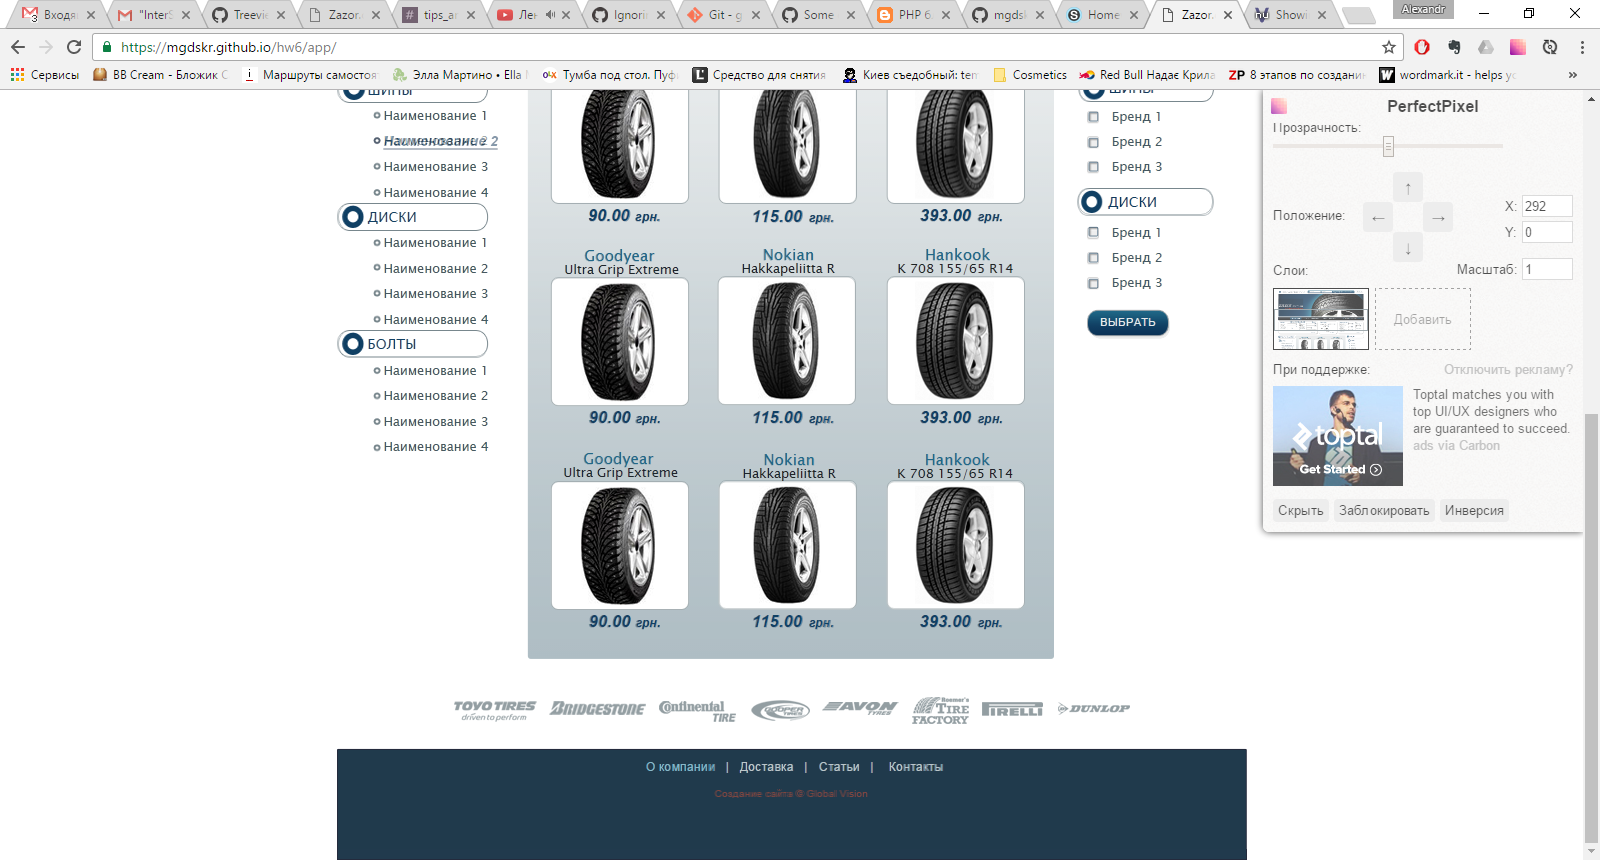 Входя
"InterS
Treevie
Zazor.
tips_ar
Лен
Ignorin
Git - g
Some
PHP б
mgdsk
Home
Zazor.
Showi
Alexandr
https://mgdskr.github.io/hw6/app/
Сервисы
BB Cream - Бложик С
Маршруты самостоя
Элла Мартино • Ella
Тумба под стол. Пуф
Средство для снятия
Киев съедобный: тем
Cosmetics
Red Bull Надає Крила
8 этапов по создани
wordmark.it - helps yo
»
ШИНЫ
Наименование 1
Наименование 2
Наименование 3
Наименование 4
ДИСКИ
Наименование 1
Наименование 2
Наименование 3
Наименование 4
БОЛТЫ
Наименование 1
Наименование 2
Наименование 3
Наименование 4
90.00 грн.
115.00 грн.
393.00 грн.
Goodyear
Ultra Grip Extreme
Nokian
Hakkapeliitta R
Hankook
K 708 155/65 R14
90.00 грн.
115.00 грн.
393.00 грн.
Goodyear
Ultra Grip Extreme
Nokian
Hakkapeliitta R
Hankook
K 708 155/65 R14
90.00 грн.
115.00 грн.
393.00 грн.
ШИНЫ
Бренд 1
Бренд 2
Бренд 3
ДИСКИ
Бренд 1
Бренд 2
Бренд 3
ВЫБРАТЬ
PerfectPixel
Прозрачность:
Положение:
X: 292
Y: 0
Слои:
Масштаб: 1
Добавить
При поддержке:
Отключить рекламу?
toptal
Get Started
Toptal matches you with
top UI/UX designers who
are guaranteed to succeed.
ads via Carbon
Скрыть
Заблокировать
Инверсия
TOYO TIRES
driven to perform
BRIDGESTONE
Continental
TIRE
COOPER
TIRES
AVON
TYRES
Roemer's
TIRE
FACTORY
PIRELLI
DUNLOP
О компании | Доставка | Статьи | Контакты
Создание сайта © Global Vision